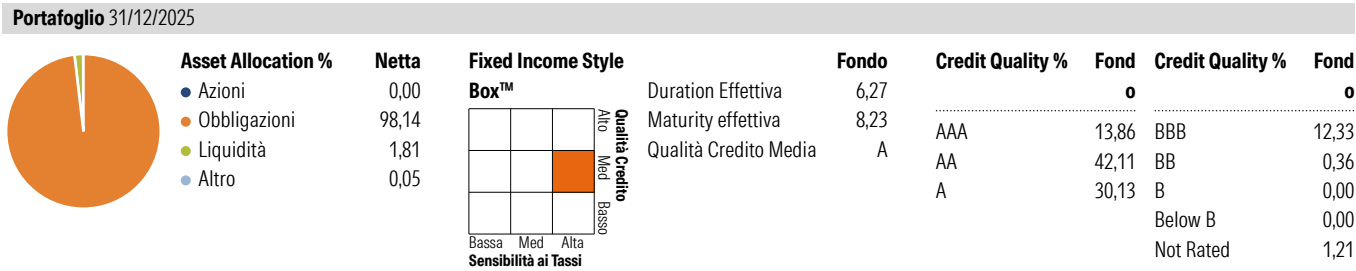 Portafoglio 31/12/2025
Asset Allocation % Netta
Azioni 0,00
Obbligazioni 98,14
Liquidità 1,81
Altro 0,05
Fixed Income Style
Box™
Alto
Med
Basso
Qualità Credito
Bassa Med Alta
Sensibilità ai Tassi
Fondo
Duration Effettiva 6,27
Maturity effettiva 8,23
Qualità Credito Media A
Credit Quality % Fond
o
AAA 13,86
AA 42,11
A 30,13
Credit Quality % Fond
o
BBB 12,33
BB 0,36
B 0,00
Below B 0,00
Not Rated 1,21